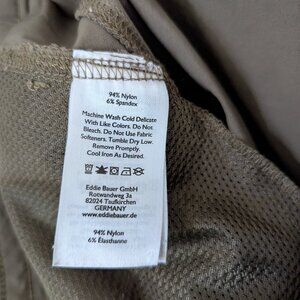 94% Nylon
6% Spandex
Machine Wash Cold Delicate
With Like Colors. Do Not
Bleach. Do Not Use Fabric
Softeners. Tumble Dry Low.
Remove Promptly.
Cool Iron As Desired.
Eddie Bauer GmbH
Rotwandweg 3a
82024 Taufkirchen
GERMANY
www.eddiebauer.de
94% Nylon
6% Élasthanne